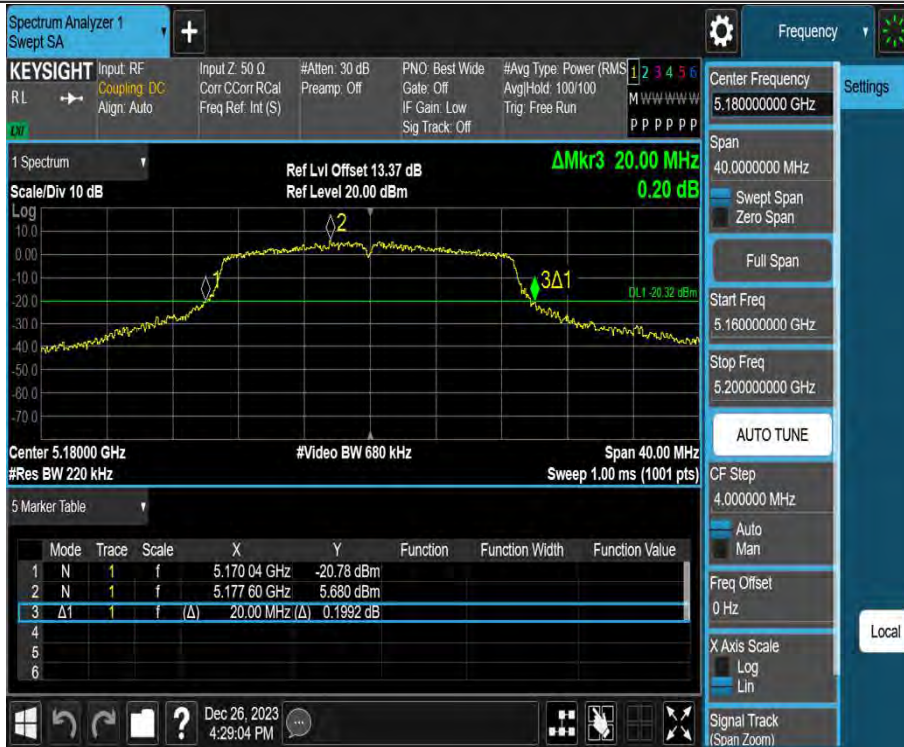 Spectrum Analyzer 1
Swept SA
+
Frequency
KEYSIGHT
RL
LXI
Input: RF
Coupling: DC
Align: Auto
Input Z: 50 Ω
Corr CCorr RCal
Freq Ref: Int (S)
#Atten: 30 dB
Preamp: Off
PNO: Best Wide
Gate: Off
IF Gain: Low
Sig Track: Off
#Avg Type: Power (RMS
Avg|Hold: 100/100
Trig: Free Run
1 2 3 4 5 6
M W W W W W
P P P P P P
Settings
Center Frequency
5.180000000 GHz
Span
40.0000000 MHz
Swept Span
Zero Span
Full Span
Start Freq
5.160000000 GHz
Stop Freq
5.200000000 GHz
AUTO TUNE
CF Step
4.000000 MHz
Auto
Man
Freq Offset
0 Hz
X Axis Scale
Log
Lin
Signal Track
(Span Zoom)
Local
1 Spectrum
Scale/Div 10 dB
Ref Lvl Offset 13.37 dB
Ref Level 20.00 dBm
ΔMkr3 20.00 MHz
0.20 dB
Log
10.0
0.00
-10.0
-20.0
-30.0
-40.0
-50.0
-60.0
-70.0
1
2
3Δ1
DL1 -20.32 dBm
Center 5.18000 GHz
#Video BW 680 kHz
Span 40.00 MHz
#Res BW 220 kHz
Sweep 1.00 ms (1001 pts)
5 Marker Table
Mode Trace Scale X Y Function Function Width Function Value
1 N 1 f 5.170 04 GHz -20.78 dBm
2 N 1 f 5.177 60 GHz 5.680 dBm
3 Δ1 1 f (Δ) 20.00 MHz (Δ) 0.1992 dB
4
5
6
?
Dec 26, 2023
4:29:04 PM